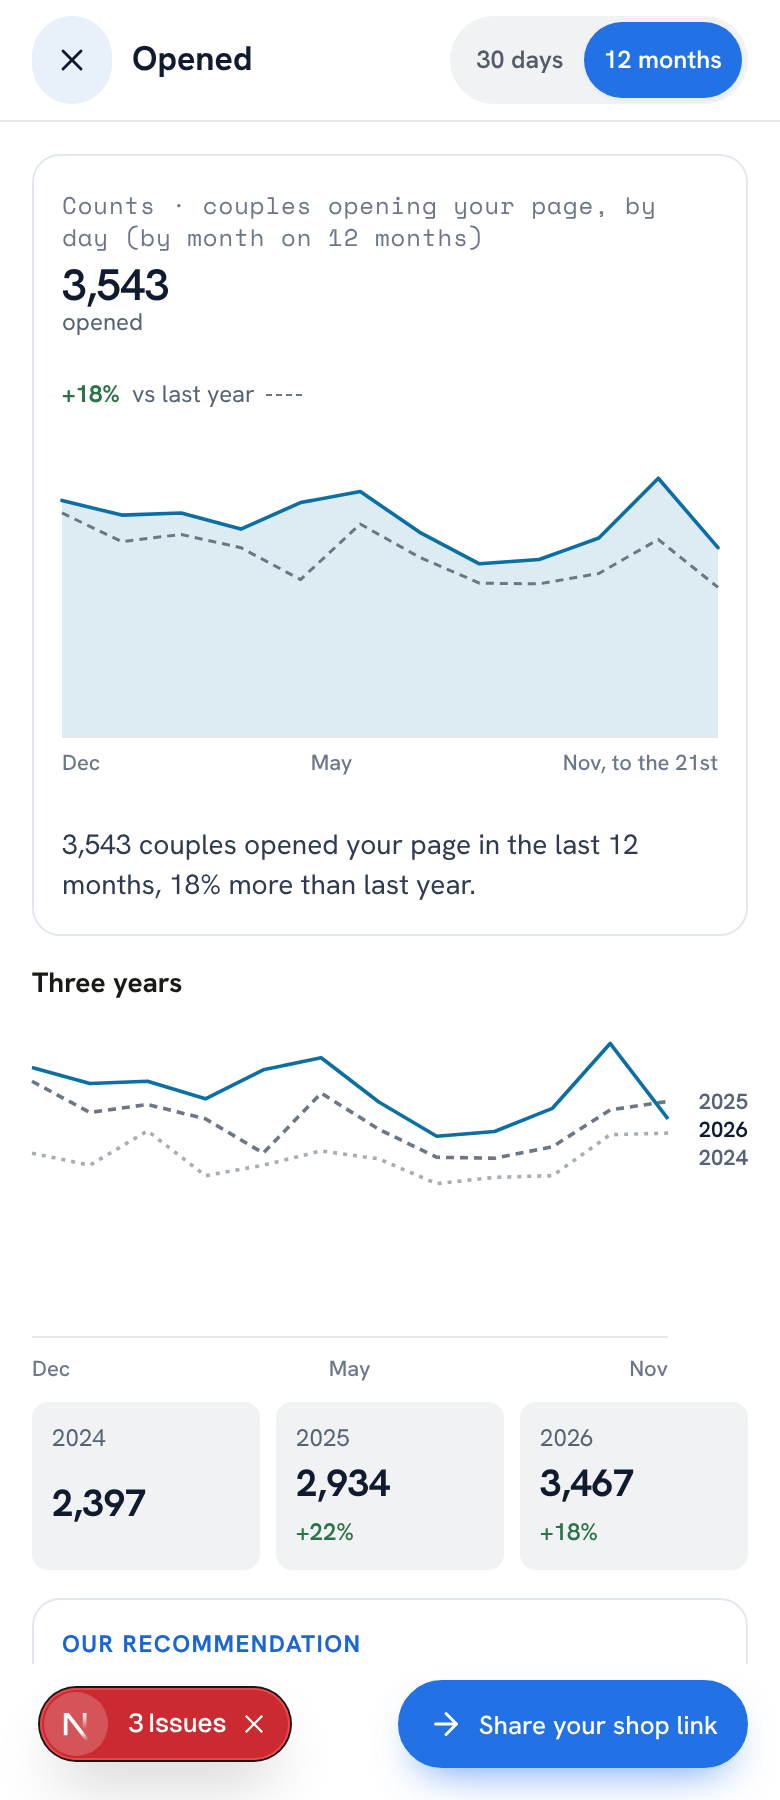 Opened
30 days
12 months
Counts · couples opening your page, by
day (by month on 12 months)
3,543
opened
+18% vs last year ----
Dec
May
Nov, to the 21st
3,543 couples opened your page in the last 12
months, 18% more than last year.
Three years
2025
2026
2024
Dec
May
Nov
2024
2,397
2025
2,934
+22%
2026
3,467
+18%
OUR RECOMMENDATION
N
3 Issues
Share your shop link